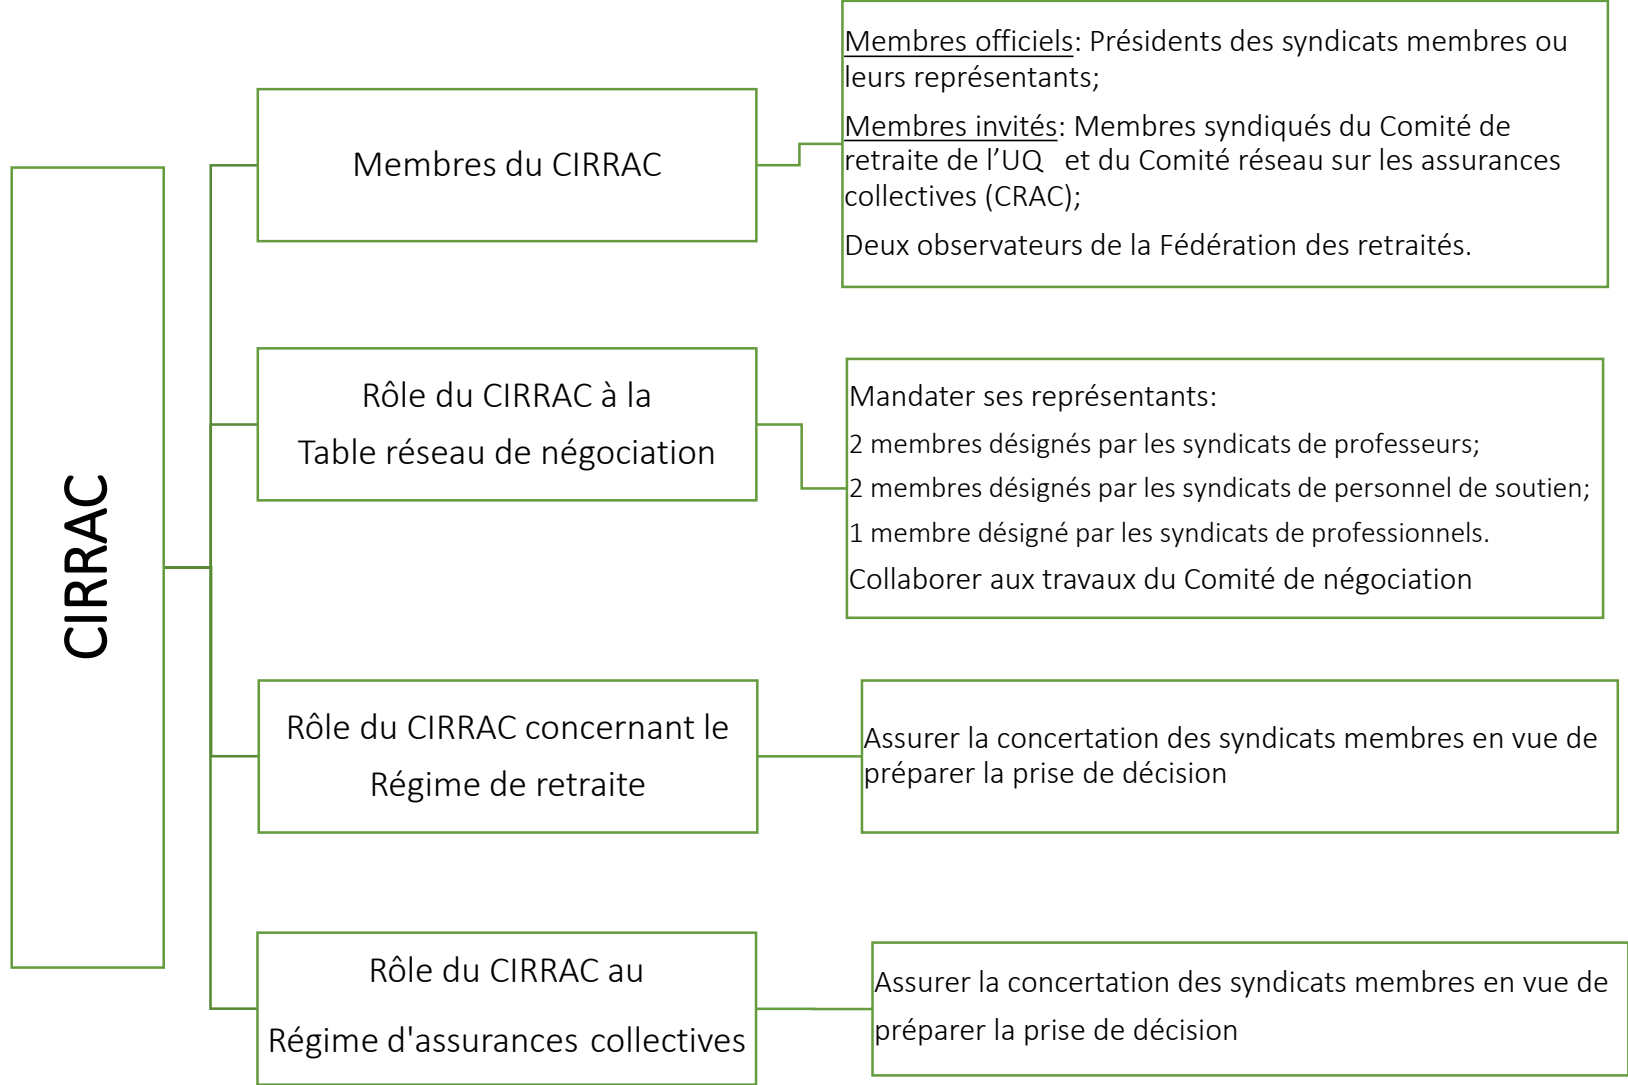 CIRRAC
Membres du CIRRAC
Membres officiels: Présidents des syndicats membres ou
leurs représentants;
Membres invités: Membres syndiqués du Comité de
retraite de l’UQ et du Comité réseau sur les assurances
collectives (CRAC);
Deux observateurs de la Fédération des retraités.
Rôle du CIRRAC à la
Table réseau de négociation
Mandater ses représentants:
2 membres désignés par les syndicats de professeurs;
2 membres désignés par les syndicats de personnel de soutien;
1 membre désigné par les syndicats de professionnels.
Collaborer aux travaux du Comité de négociation
Rôle du CIRRAC concernant le
Régime de retraite
Assurer la concertation des syndicats membres en vue de
préparer la prise de décision
Rôle du CIRRAC au
Régime d'assurances collectives
Assurer la concertation des syndicats membres en vue de
préparer la prise de décision